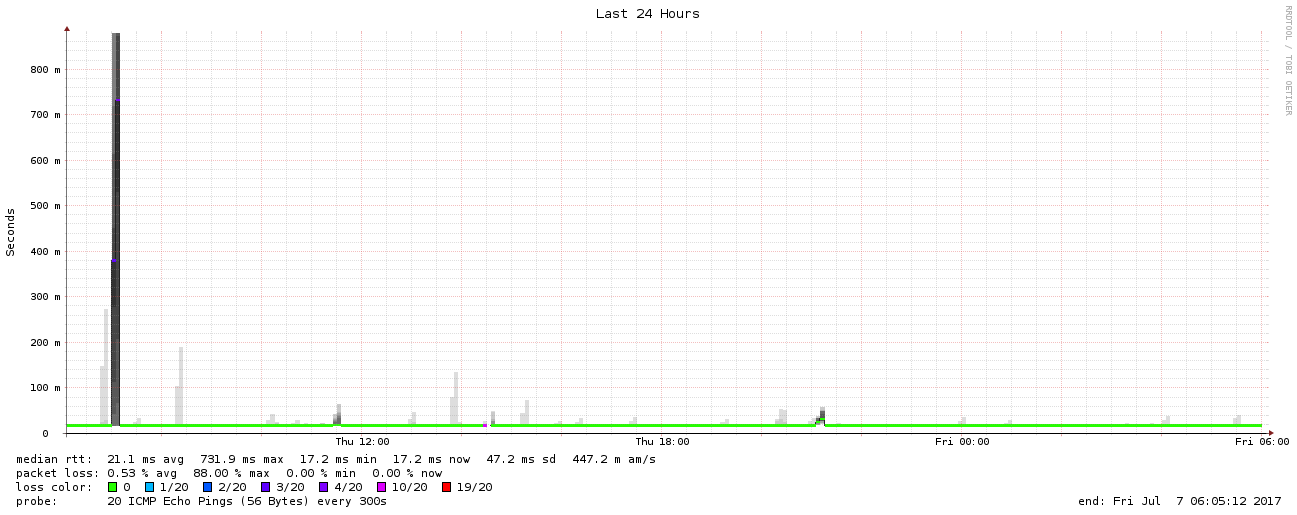 Last 24 Hours
RRDTOOL / TOBI OETIKER
Seconds
800 m
700 m
600 m
500 m
400 m
300 m
200 m
100 m
0
Thu 12:00 Thu 18:00 Fri 00:00 Fri 06:00
median rtt: 21.1 ms avg 731.9 ms max 17.2 ms min 17.2 ms now 47.2 ms sd 447.2 m am/s
packet loss: 0.53 % avg 88.00 % max 0.00 % min 0.00 % now
loss color: 0 1/20 2/20 3/20 4/20 10/20 19/20
probe: 20 ICMP Echo Pings (56 Bytes) every 300s end: Fri Jul 7 06:05:12 2017